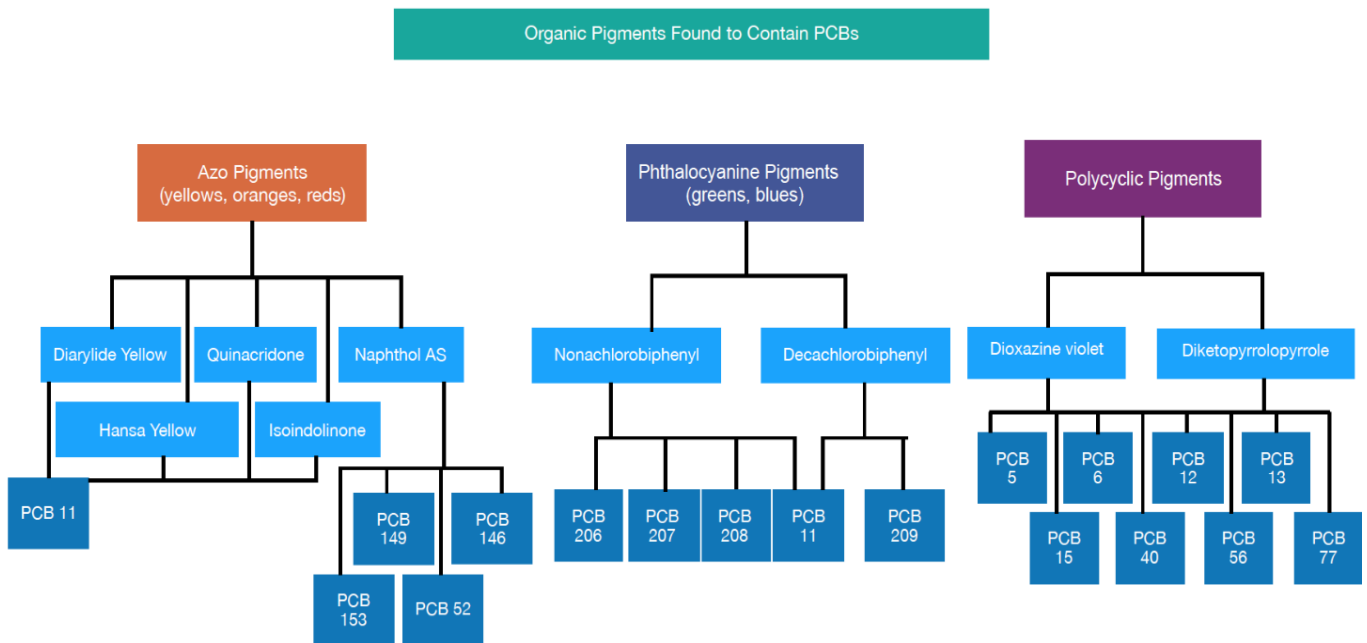 Organic Pigments Found to Contain PCBs
Azo Pigments
(yellows, oranges, reds)
Phthalocyanine Pigments
(greens, blues)
Polycyclic Pigments
Diarylide Yellow
Quinacridone
Naphthol AS
Hansa Yellow
Isoindolinone
Nonachlorobiphenyl
Decachlorobiphenyl
Dioxazine violet
Diketopyrrolopyrrole
PCB 11
PCB
149
PCB
146
PCB
153
PCB 52
PCB
206
PCB
207
PCB
208
PCB
11
PCB
209
PCB
5
PCB
6
PCB
12
PCB
13
PCB
15
PCB
40
PCB
56
PCB
77